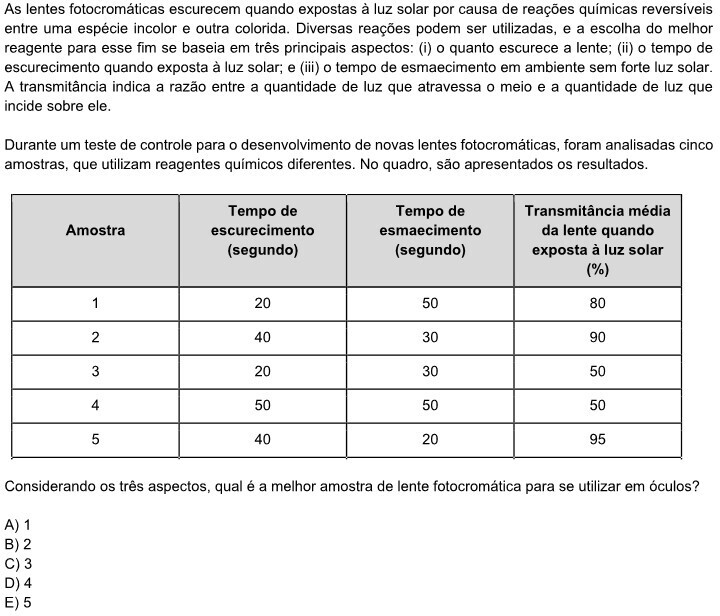 As lentes fotocromáticas escurecem quando expostas à luz solar por causa de reações químicas reversíveis
entre uma espécie incolor e outra colorida. Diversas reações podem ser utilizadas, e a escolha do melhor
reagente para esse fim se baseia em três principais aspectos: (i) o quanto escurece a lente; (ii) o tempo de
escurecimento quando exposta à luz solar; e (iii) o tempo de esmaecimento em ambiente sem forte luz solar.
A transmitância indica a razão entre a quantidade de luz que atravessa o meio e a quantidade de luz que
incide sobre ele.
Durante um teste de controle para o desenvolvimento de novas lentes fotocromáticas, foram analisadas cinco
amostras, que utilizam reagentes químicos diferentes. No quadro, são apresentados os resultados.
Amostra
Tempo de
escurecimento
(segundo)
Tempo de
esmaecimento
(segundo)
Transmitância média
da lente quando
exposta à luz solar
(%)
1 20 50 80
2 40 30 90
3 20 30 50
4 50 50 50
5 40 20 95
Considerando os três aspectos, qual é a melhor amostra de lente fotocromática para se utilizar em óculos?
A) 1
B) 2
C) 3
D) 4
E) 5